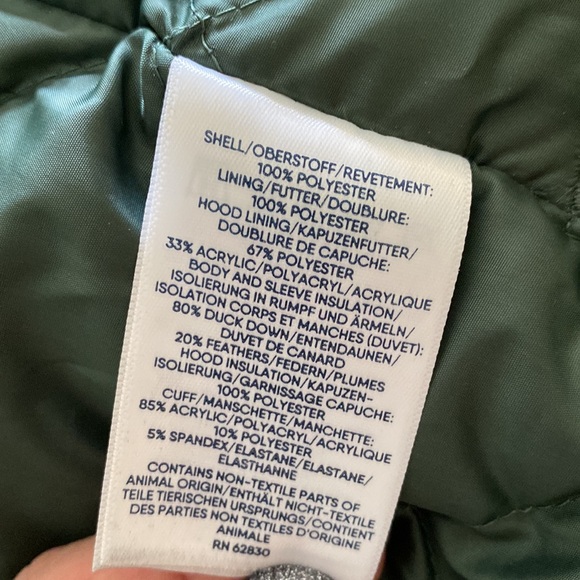 SHELL/OBERSTOFF/REVETEMENT:
100% POLYESTER
LINING/FUTTER/DOUBLURE:
100% POLYESTER
HOOD LINING/KAPUZENFUTTER/
DOUBLURE DE CAPUCHE:
67% POLYESTER
33% ACRYLIC/POLYACRYL/ACRYLIQUE
BODY AND SLEEVE INSULATION/
ISOLIERUNG IN RUMPF UND ÄRMELN/
ISOLATION CORPS ET MANCHES (DUVET):
80% DUCK DOWN/ENTENDAUNEN/
DUVET DE CANARD
20% FEATHERS/FEDERN/PLUMES
HOOD INSULATION/KAPUZEN-
ISOLIERUNG/GARNISSAGE CAPUCHE:
100% POLYESTER
CUFF/MANSCHETTE/MANCHETTE:
85% ACRYLIC/POLYACRYL/ACRYLIQUE
10% POLYESTER
5% SPANDEX/ELASTANE/ELASTANE/
ELASTHANNE
CONTAINS NON-TEXTILE PARTS OF
ANIMAL ORIGIN/ENTHÄLT NICHT-TEXTILE
TEILE TIERISCHEN URSPRUNGS/CONTIENT
DES PARTIES NON TEXTILES D'ORIGINE
ANIMALE
RN 62830